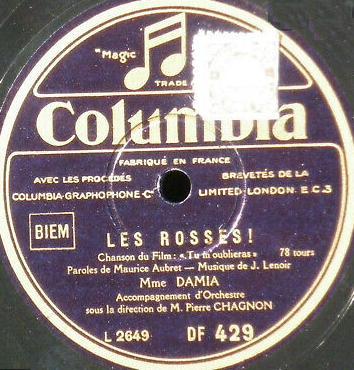 "Magic
TRADE
Columbia
FABRIQUÉ EN FRANCE
AVEC LES PROCÉDÉS
BREVETÉS DE LA
COLUMBIA-GRAPHOPHONE Cº
LIMITED·LONDON·E.C.3
BIEM
LES ROSSES!
Chanson du Film: «Tu m'oublieras» 78 tours
Paroles de Maurice Aubret — Musique de J. Lenoir
Mme DAMIA
Accompagnement d'Orchestre
sous la direction de M. Pierre CHAGNON
L 2649 DF 429